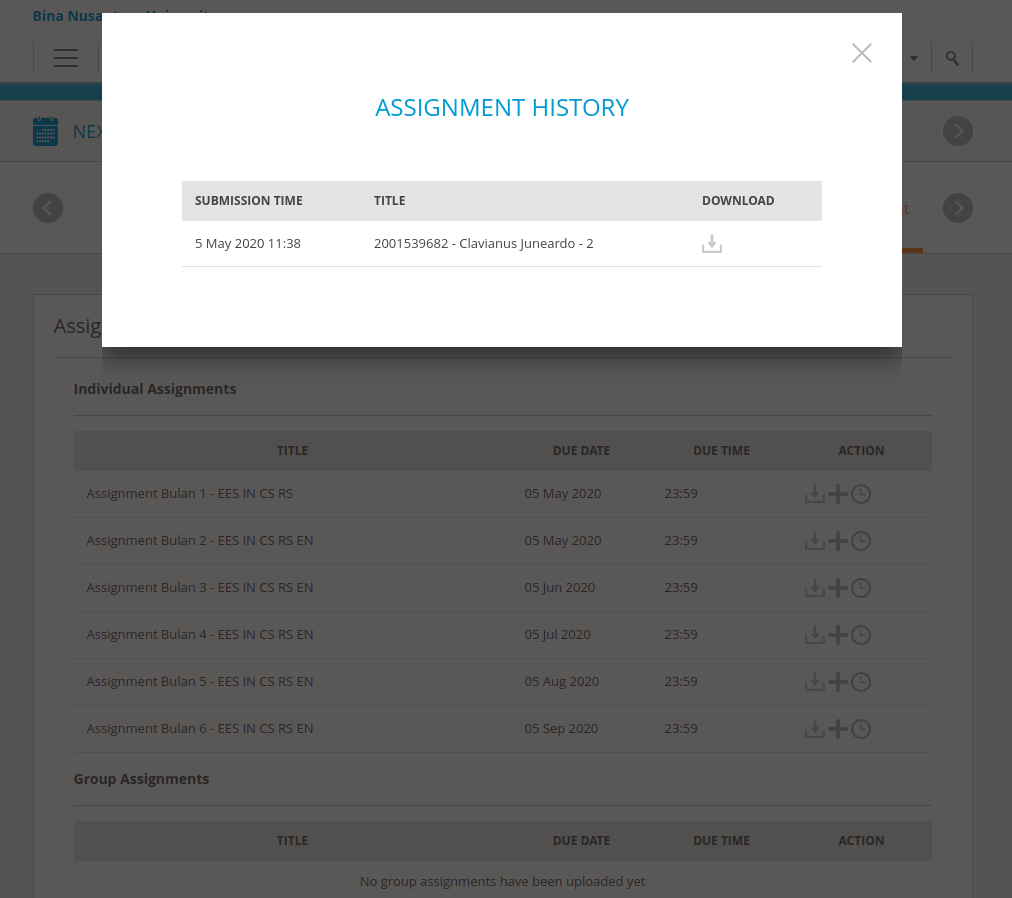 Bina Nusa
ASSIGNMENT HISTORY
NEX
SUBMISSION TIME TITLE DOWNLOAD
5 May 2020 11:38 2001539682 - Clavianus Juneardo - 2
t
Assig
Individual Assignments
TITLE DUE DATE DUE TIME ACTION
Assignment Bulan 1 - EES IN CS RS 05 May 2020 23:59
Assignment Bulan 2 - EES IN CS RS EN 05 May 2020 23:59
Assignment Bulan 3 - EES IN CS RS EN 05 Jun 2020 23:59
Assignment Bulan 4 - EES IN CS RS EN 05 Jul 2020 23:59
Assignment Bulan 5 - EES IN CS RS EN 05 Aug 2020 23:59
Assignment Bulan 6 - EES IN CS RS EN 05 Sep 2020 23:59
Group Assignments
TITLE DUE DATE DUE TIME ACTION
No group assignments have been uploaded yet